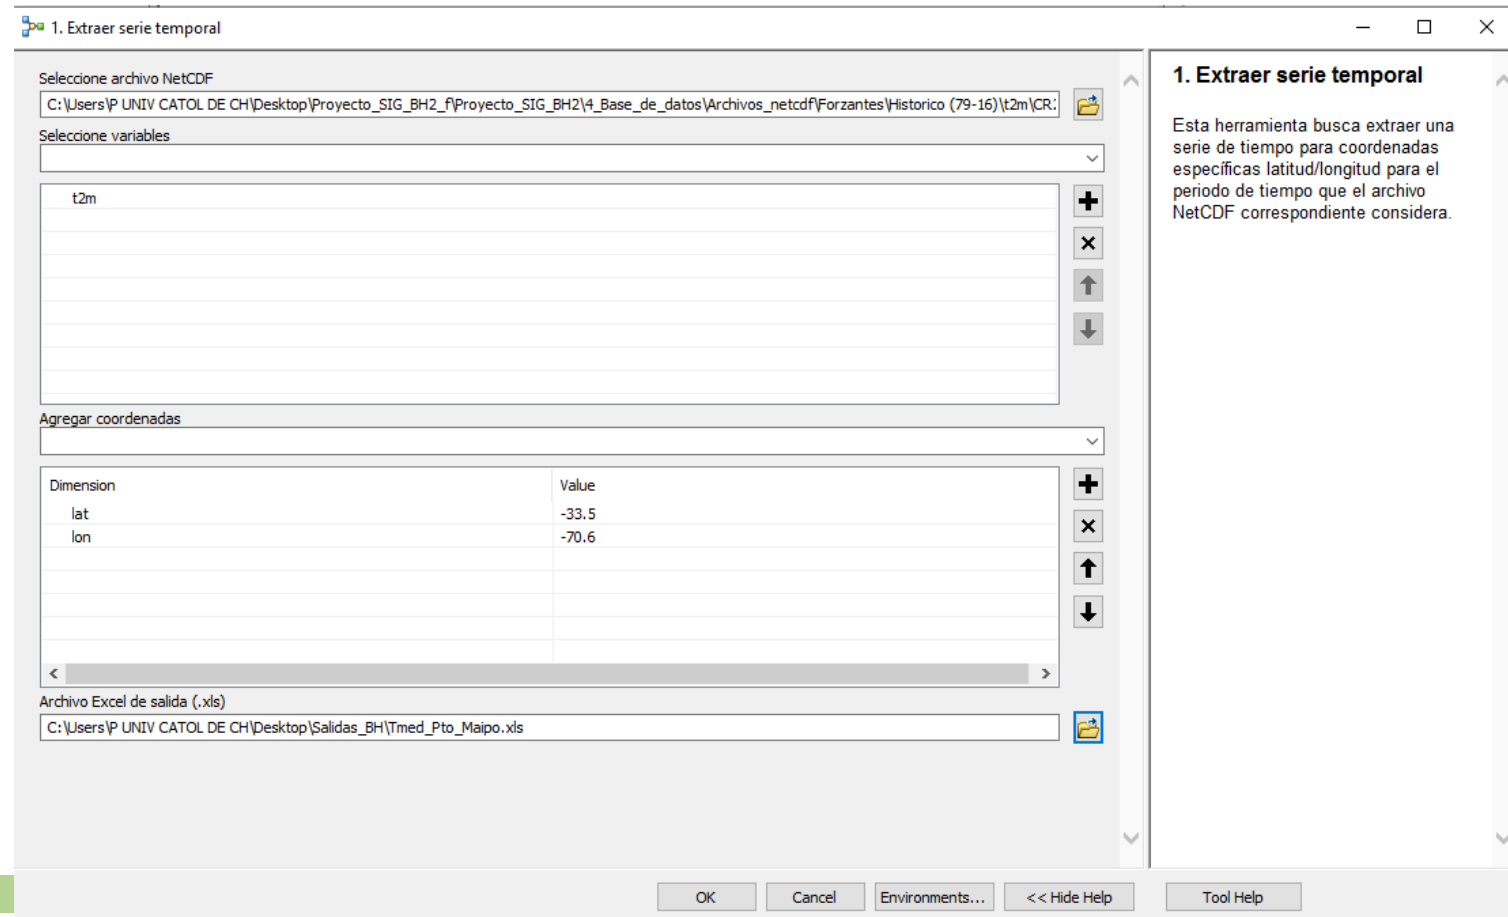 1. Extraer serie temporal
Seleccione archivo NetCDF
C:\Users\P UNIV CATOL DE CH\Desktop\Proyecto_SIG_BH2_f\Proyecto_SIG_BH2\4_Base_de_datos\Archivos_netcdf\Forzantes\Historico (79-16)\t2m\CR2
Seleccione variables
t2m
Agregar coordenadas
Dimension Value
lat -33.5
lon -70.6
Archivo Excel de salida (.xls)
C:\Users\P UNIV CATOL DE CH\Desktop\Salidas_BH\Tmed_Pto_Maipo.xls
1. Extraer serie temporal
Esta herramienta busca extraer una
serie de tiempo para coordenadas
específicas latitud/longitud para el
periodo de tiempo que el archivo
NetCDF correspondiente considera.
OK Cancel Environments... << Hide Help Tool Help